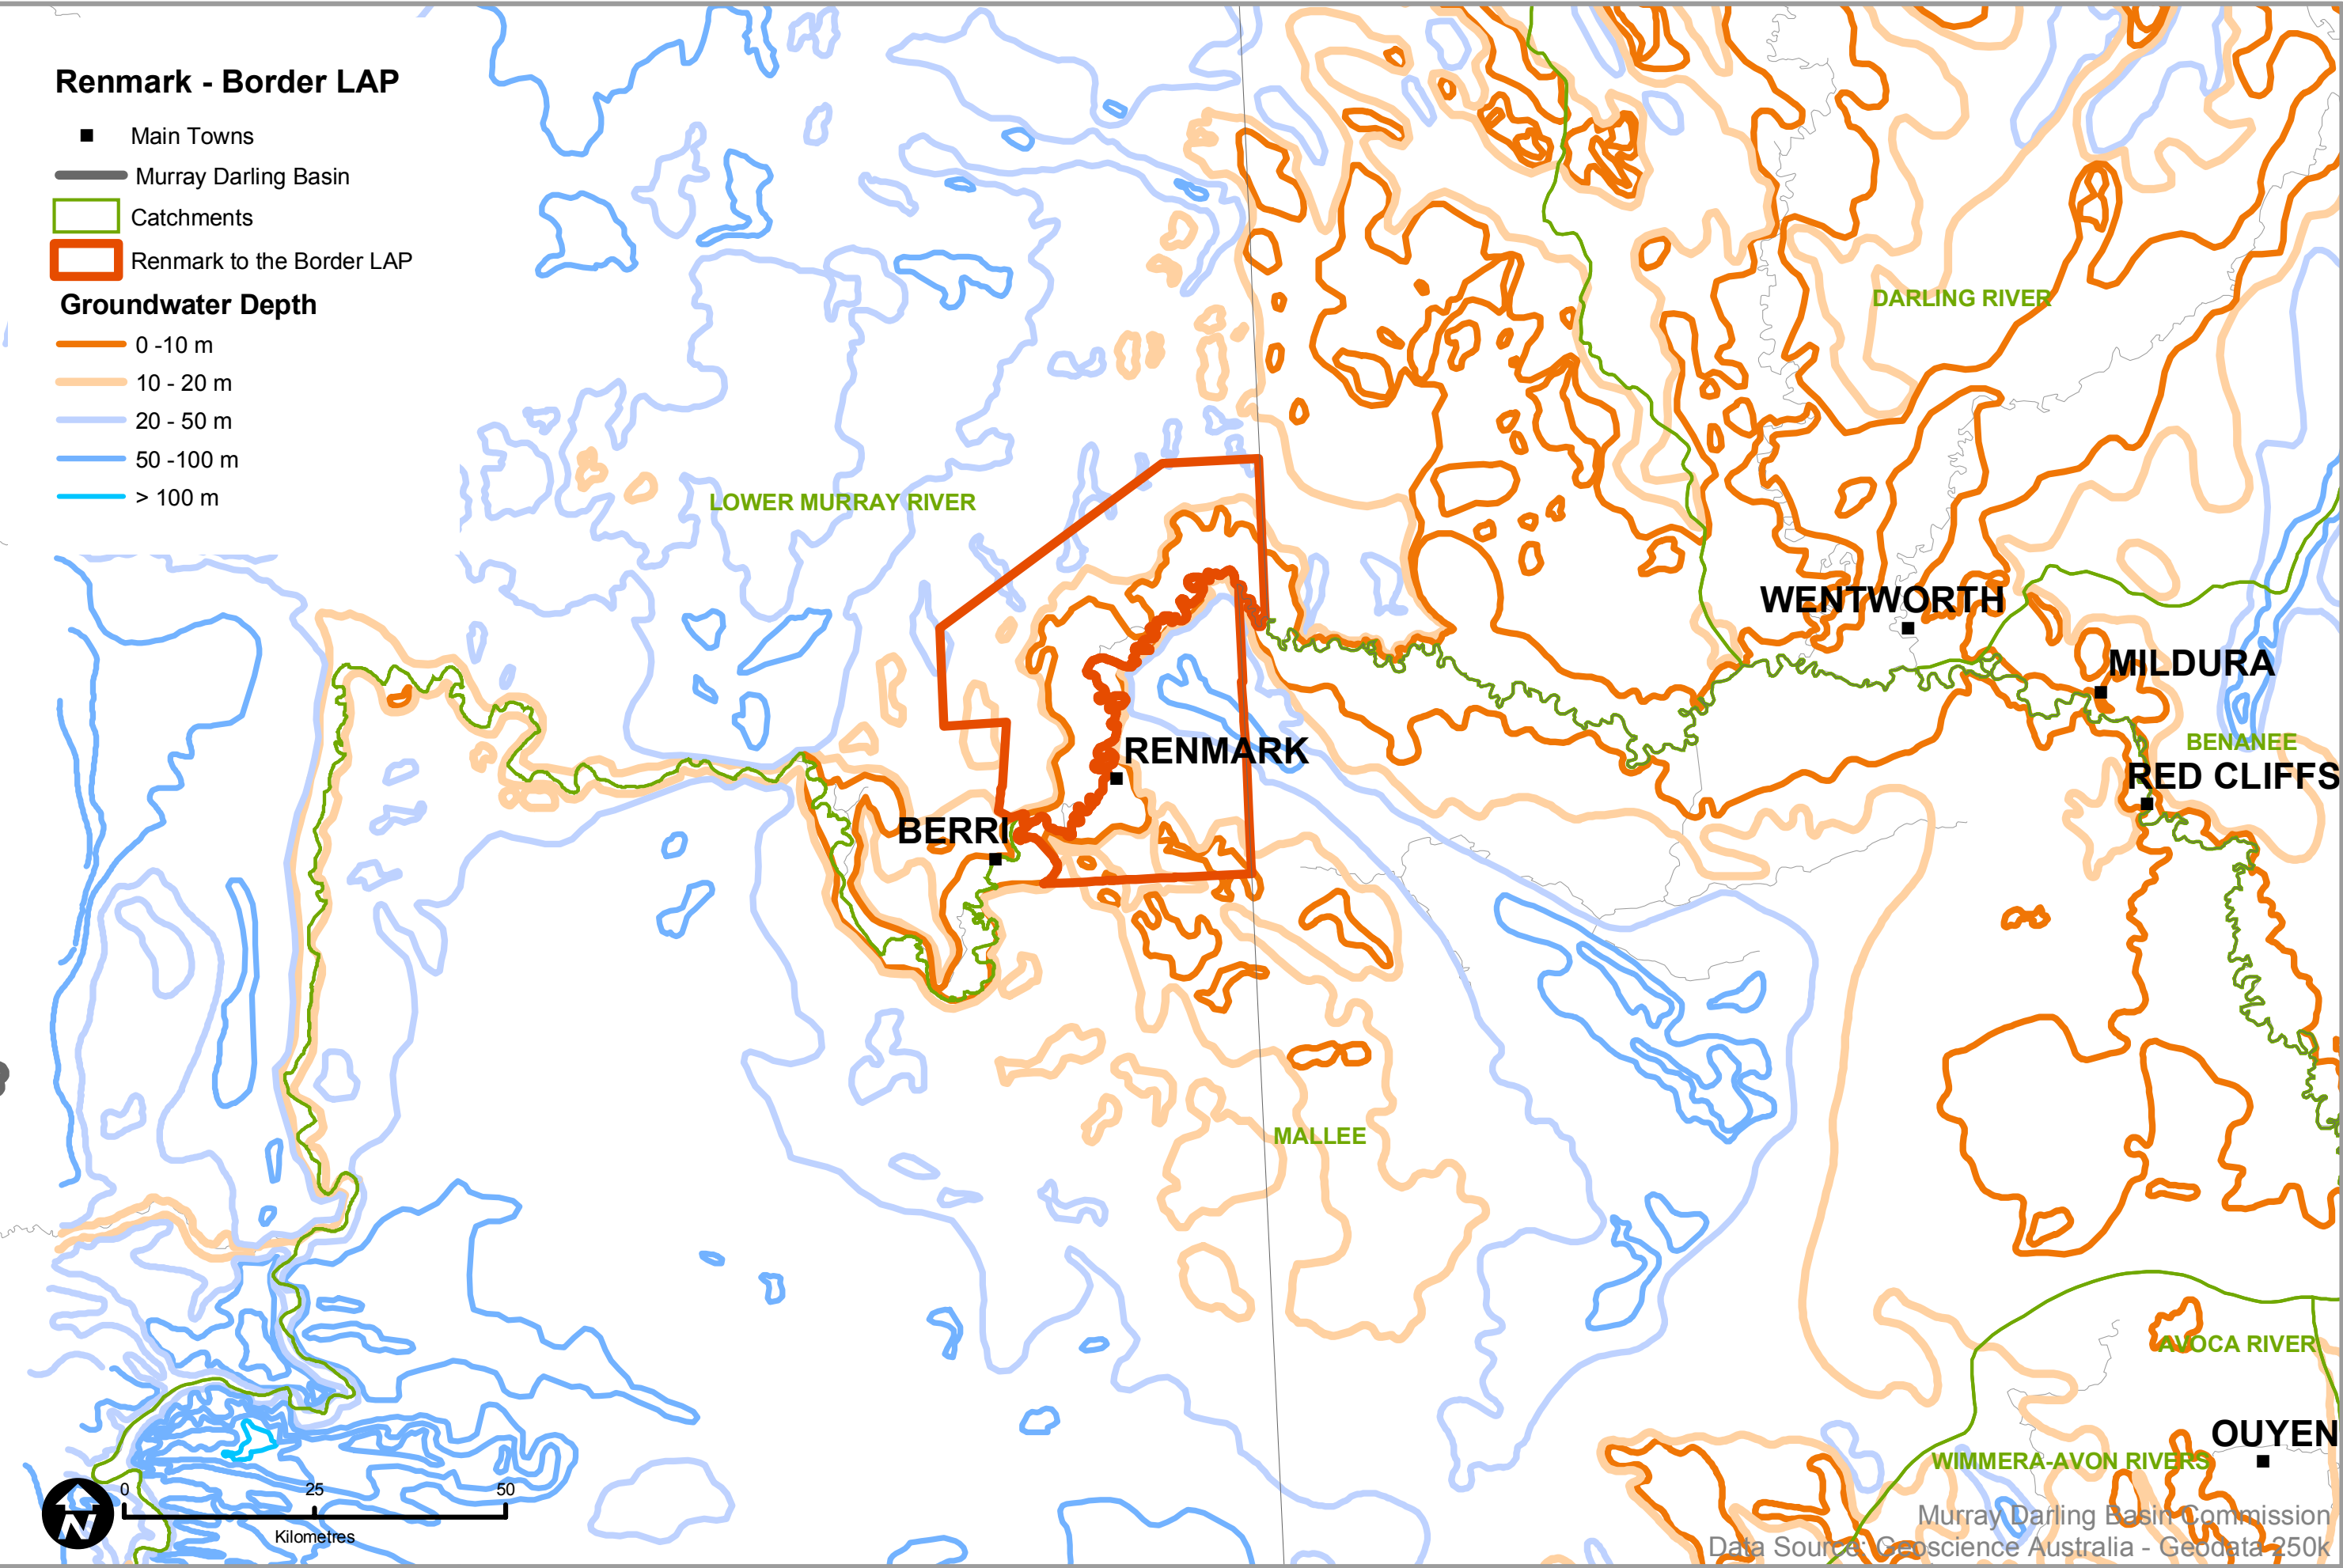 Renmark - Border LAP
Main Towns
Murray Darling Basin
Catchments
Renmark to the Border LAP
Groundwater Depth
0 -10 m
10 - 20 m
20 - 50 m
50 -100 m
> 100 m
DARLING RIVER
LOWER MURRAY RIVER
WENTWORTH
MILDURA
BENANEE
RENMARK
RED CLIFFS
BERRI
MALLEE
AVOCA RIVER
OUYEN
WIMMERA-AVON RIVERS
N
0 25 50
Kilometres
Murray Darling Basin Commission
Data Source: Geoscience Australia - Geodata 250k